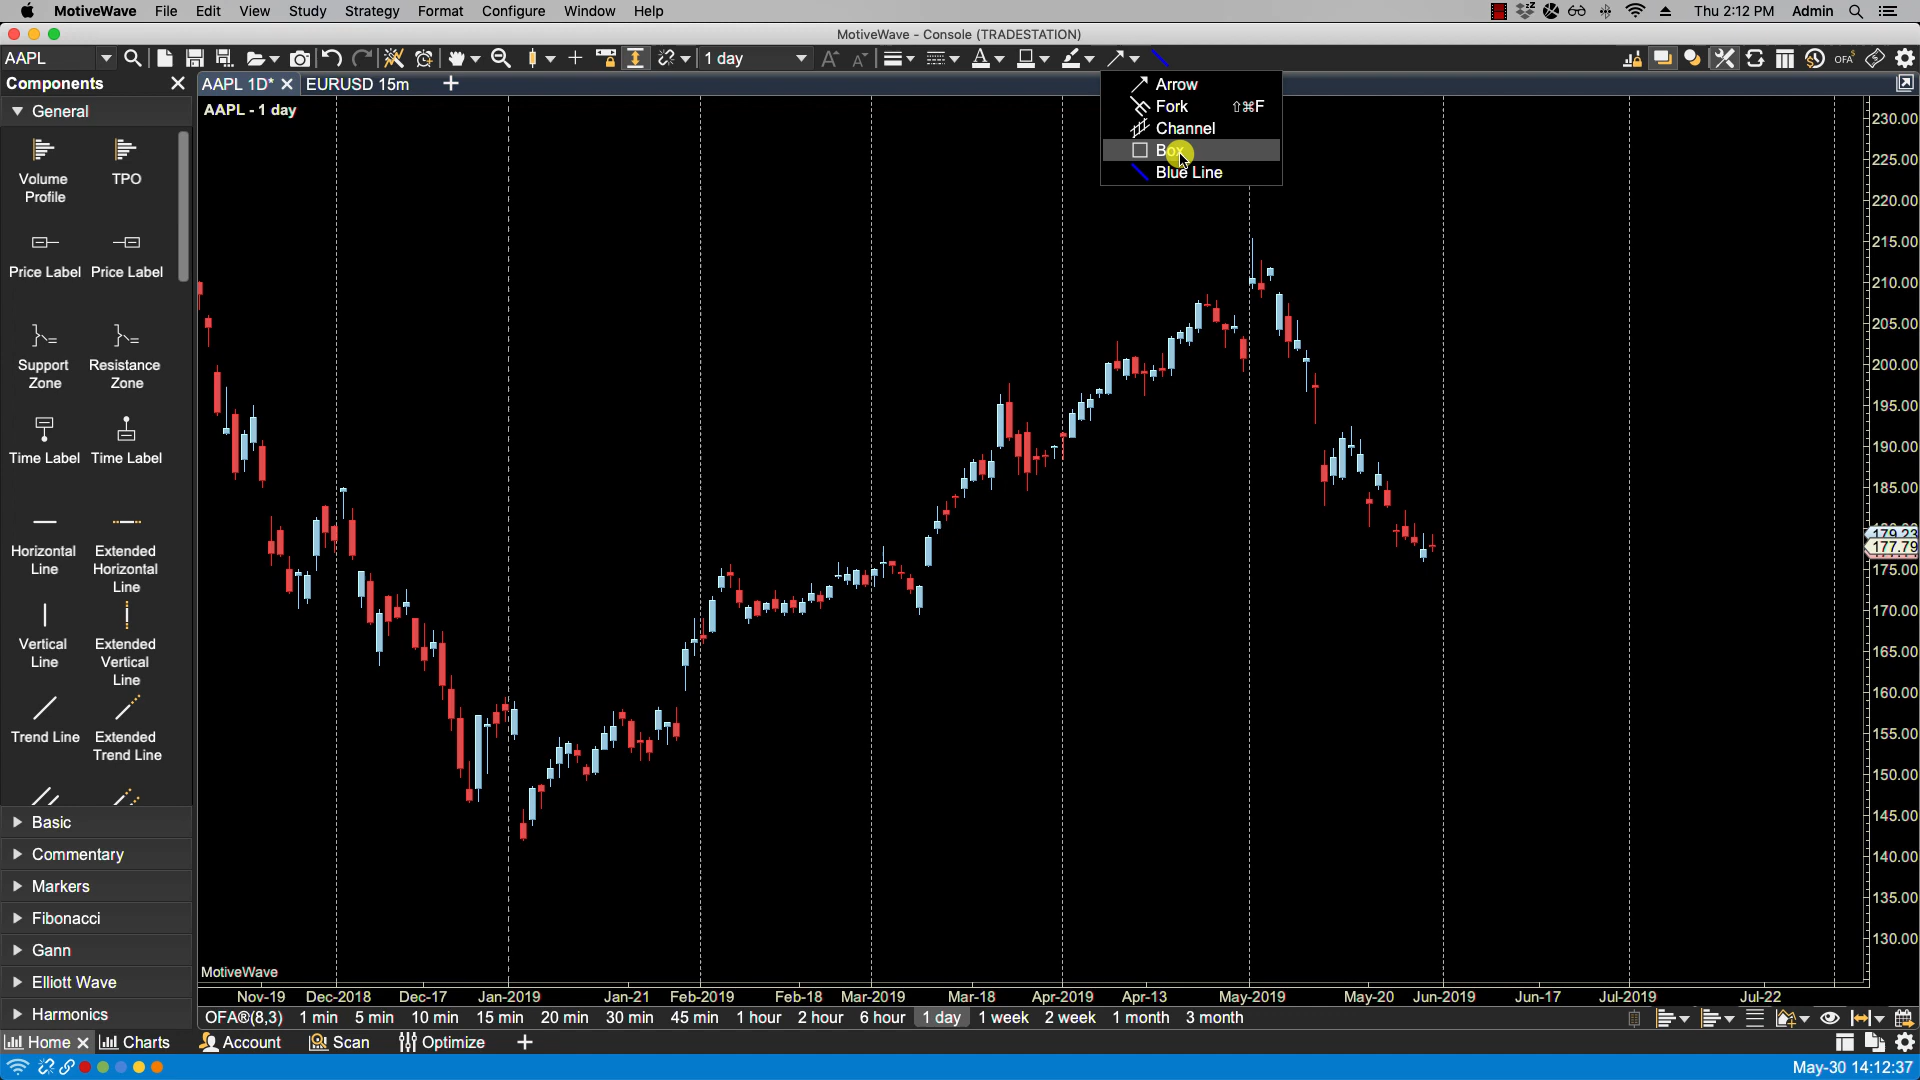 MotiveWave File Edit View Study Strategy Format Configure Window Help
Thu 2:12 PM Admin
MotiveWave - Console (TRADESTATION)
AAPL
1 day
OFA
Components
AAPL 1D* EURUSD 15m
Arrow
Fork ⇧⌘F
Channel
Box
Blue Line
General
AAPL - 1 day
Volume Profile
TPO
Price Label Price Label
Support Zone
Resistance Zone
Time Label Time Label
Horizontal Line
Extended Horizontal Line
Vertical Line
Extended Vertical Line
Trend Line
Extended Trend Line
Basic
Commentary
Markers
Fibonacci
Gann
Elliott Wave
Harmonics
230.00
225.00
220.00
215.00
210.00
205.00
200.00
195.00
190.00
185.00
179.23
177.79
175.00
170.00
165.00
160.00
155.00
150.00
145.00
140.00
135.00
130.00
MotiveWave
Nov-19 Dec-2018 Dec-17 Jan-2019 Jan-21 Feb-2019 Feb-18 Mar-2019 Mar-18 Apr-2019 Apr-13 May-2019 May-20 Jun-2019 Jun-17 Jul-2019 Jul-22
OFA®(8,3) 1 min 5 min 10 min 15 min 20 min 30 min 45 min 1 hour 2 hour 6 hour 1 day 1 week 2 week 1 month 3 month
Home Charts Account Scan Optimize
May-30 14:12:37